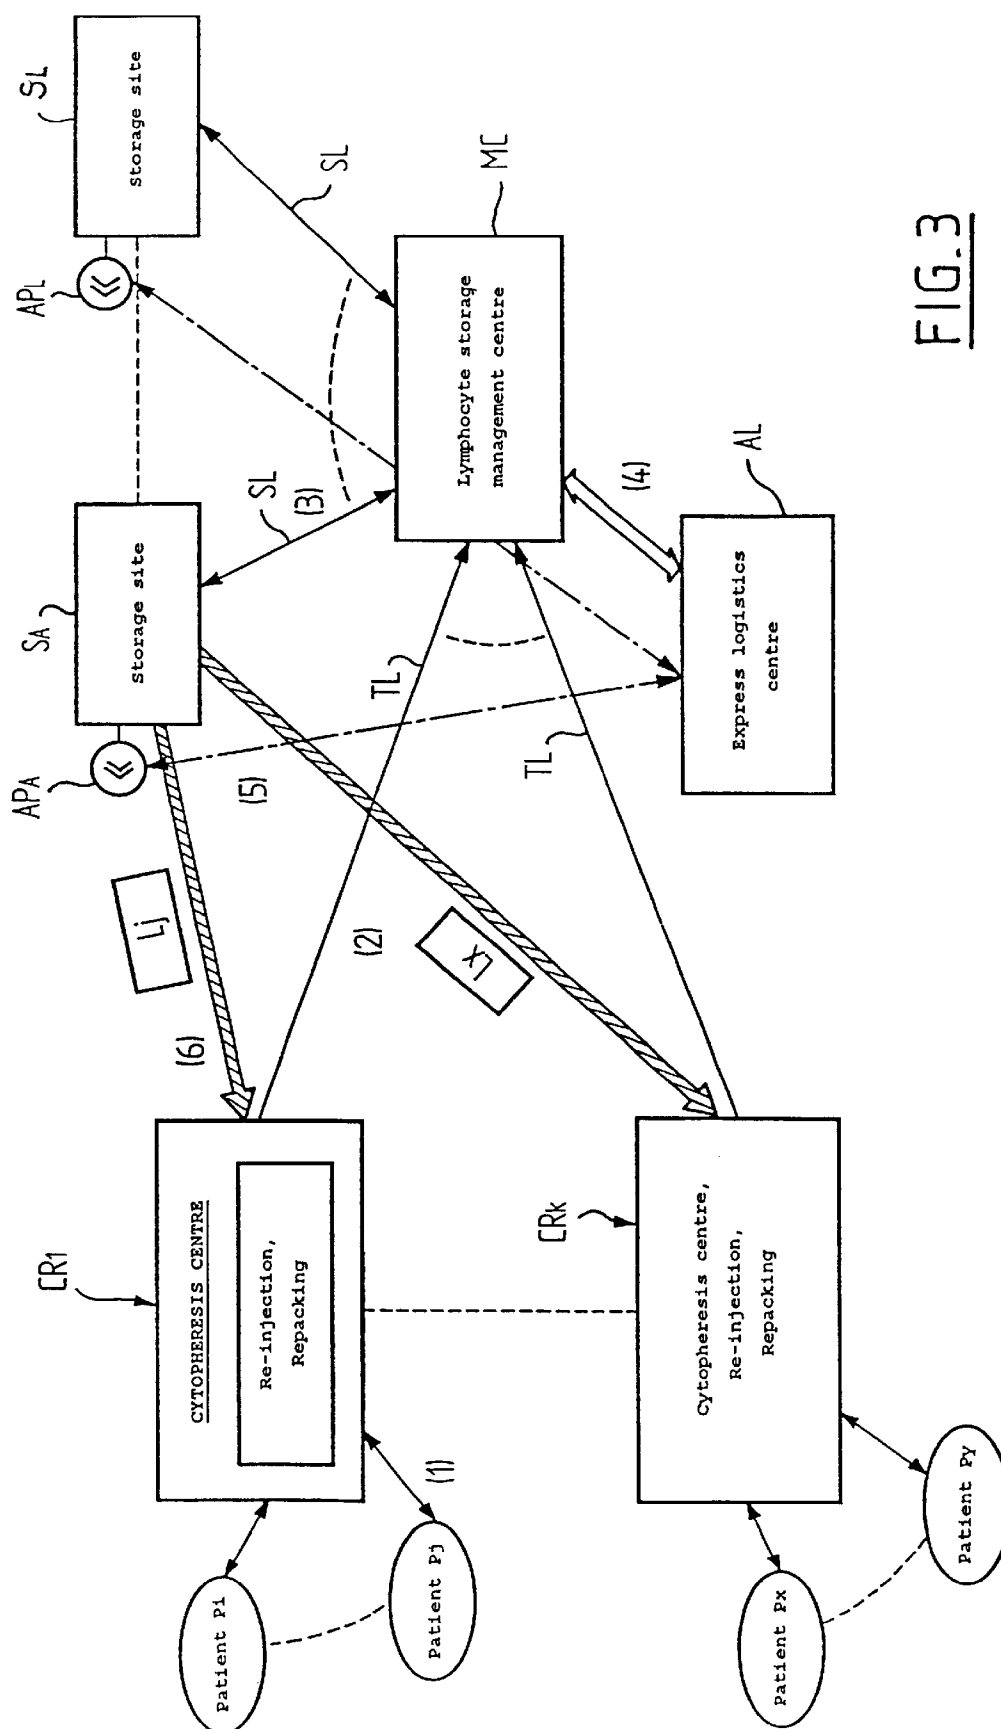 Patient Pi
Patient Pj
(1)
CR1
CYTOPHERESIS CENTRE
Re-injection,
Repacking
(6)
Lj
APA
SA
Storage site
(5)
(2)
LX
TL
TL
(3)
SL
SL
APL
SL
Storage site
MC
Lymphocyte storage
management centre
(4)
AL
Express logistics
centre
CRK
Cytopheresis centre,
Re-injection,
Repacking
Patient Px
Patient Py
FIG.3